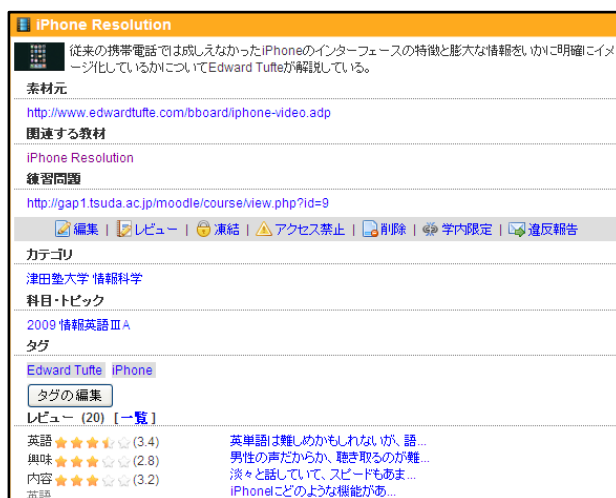 iPhone Resolution
従来の携帯電話では成しえなかったiPhoneのインターフェースの特徴と膨大な情報をいかに明確にイメ
ージ化しているかについてEdward Tufteが解説している。
素材元
http://www.edwardtufte.com/bboard/iphone-video.adp
関連する教材
iPhone Resolution
練習問題
http://gap1.tsuda.ac.jp/moodle/course/view.php?id=9
編集 | レビュー | 凍結 | アクセス禁止 | 削除 | 学内限定 | 違反報告
カテゴリ
津田塾大学 情報科学
科目・トピック
2009 情報英語ⅢA
タグ
Edward Tufte iPhone
タグの編集
レビュー (20) [一覧]
英語 (3.4) 英単語は難しめかもしれないが、語...
興味 (2.8) 男性の声だからか、聴き取るのが難...
内容 (3.2) 淡々と話していて、スピードもあま...
英語 iPhoneにどのような機能があ...